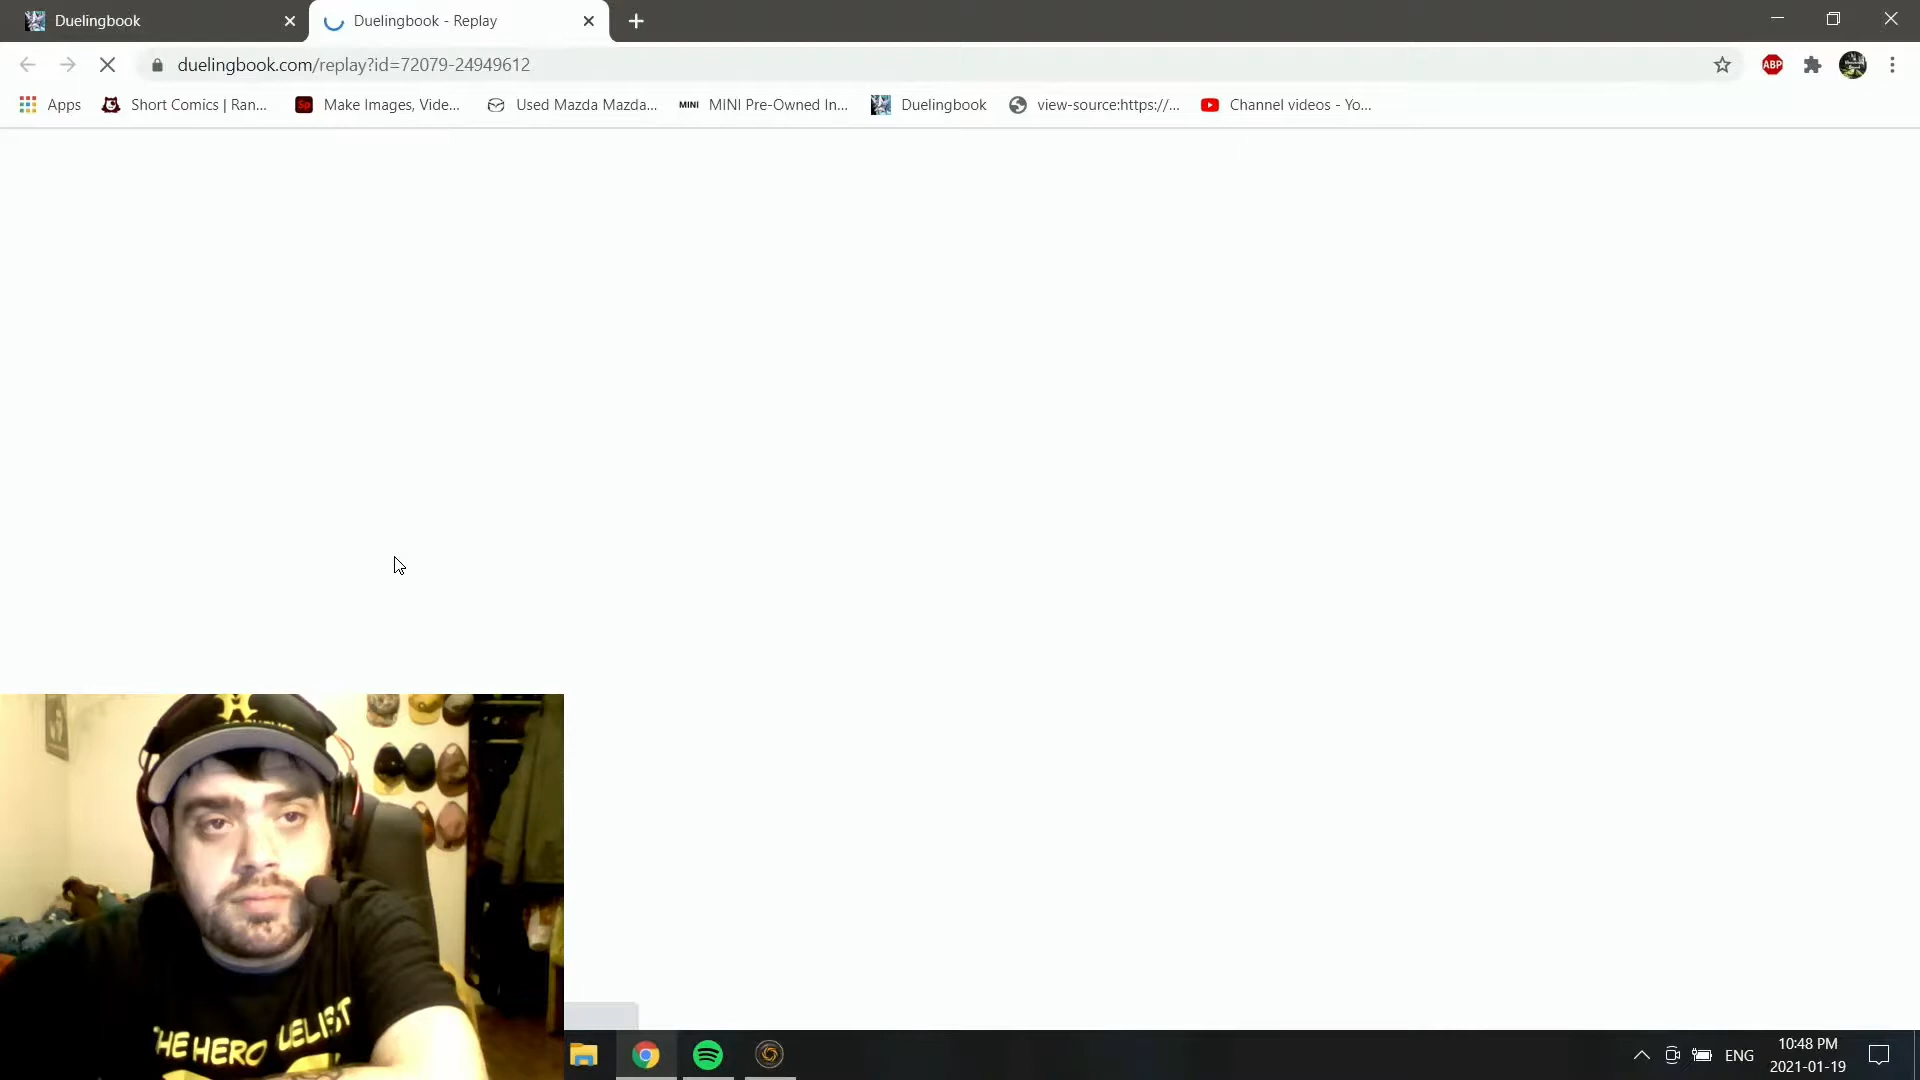 Duelingbook
Duelingbook - Replay
duelingbook.com/replay?id=72079-24949612
ABP
Apps
Short Comics | Ran...
Sp
Make Images, Vide...
Used Mazda Mazda...
MINI
MINI Pre-Owned In...
Duelingbook
view-source:https://...
Channel videos - Yo...
H
THE HERO
ENG
10:48 PM
2021-01-19